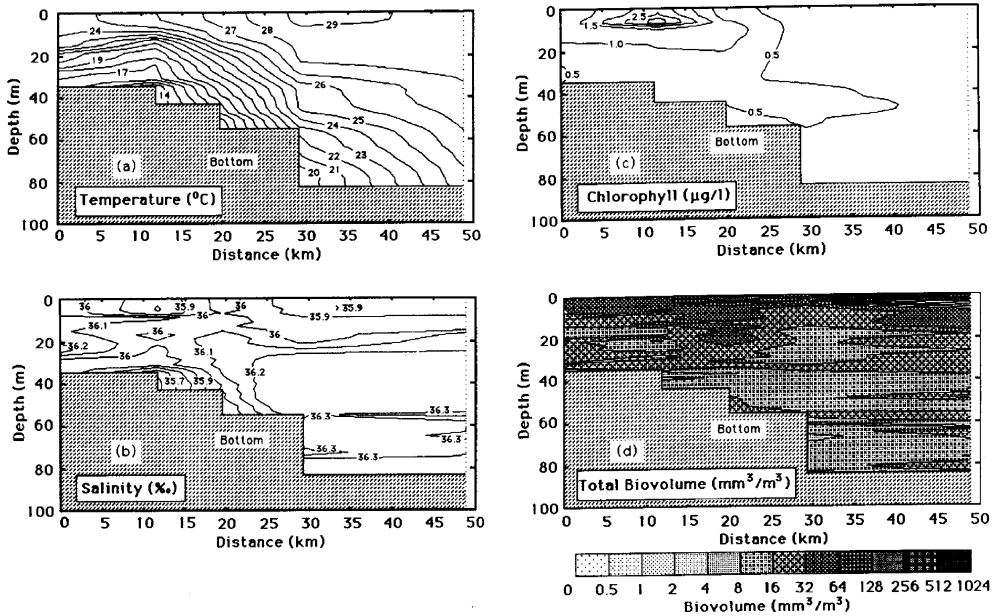 0
20
40
60
80
100
Depth (m)
24
19
17
14
27
28
29
26
25
24
23
22
21
20
(a)
Bottom
Temperature (⁰C)
0 5 10 15 20 25 30 35 40 45 50
Distance (km)
0
20
40
60
80
100
Depth (m)
1.5
2.5
1.0
0.5
0.5
0.5
0.5
Bottom
(c)
Chlorophyll (μg/l)
0 5 10 15 20 25 30 35 40 45 50
Distance (km)
0
20
40
60
80
100
Depth (m)
36
35.9
36
36
35.9
35.9
36.1
36
36.2
36
36.1
36.2
35.7
35.9
36.3
36.3
36.3
36.3
36.3
Bottom
(b)
Salinity (‰)
0 5 10 15 20 25 30 35 40 45 50
Distance (km)
0
20
40
60
80
100
Depth (m)
Bottom
(d)
Total Biovolume (mm³/m³)
0 5 10 15 20 25 30 35 40 45 50
Distance (km)
0 0.5 1 2 4 8 16 32 64 128 256 512 1024
Biovolume (mm³/m³)